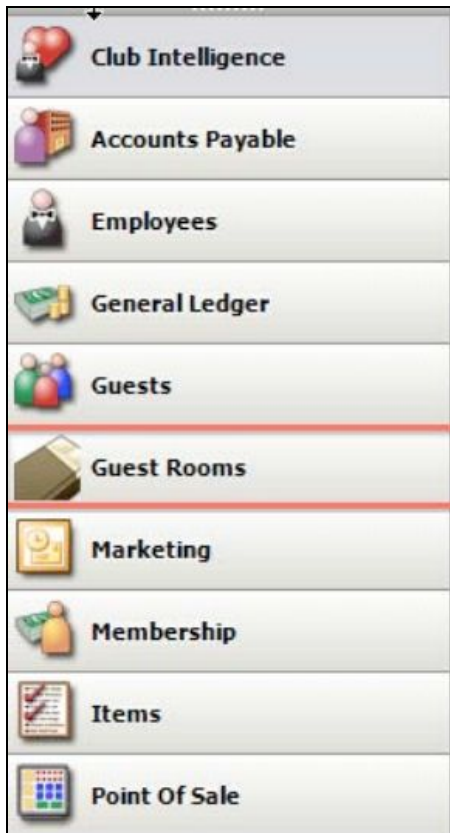 Club Intelligence
Accounts Payable
Employees
General Ledger
Guests
Guest Rooms
Marketing
Membership
Items
Point Of Sale